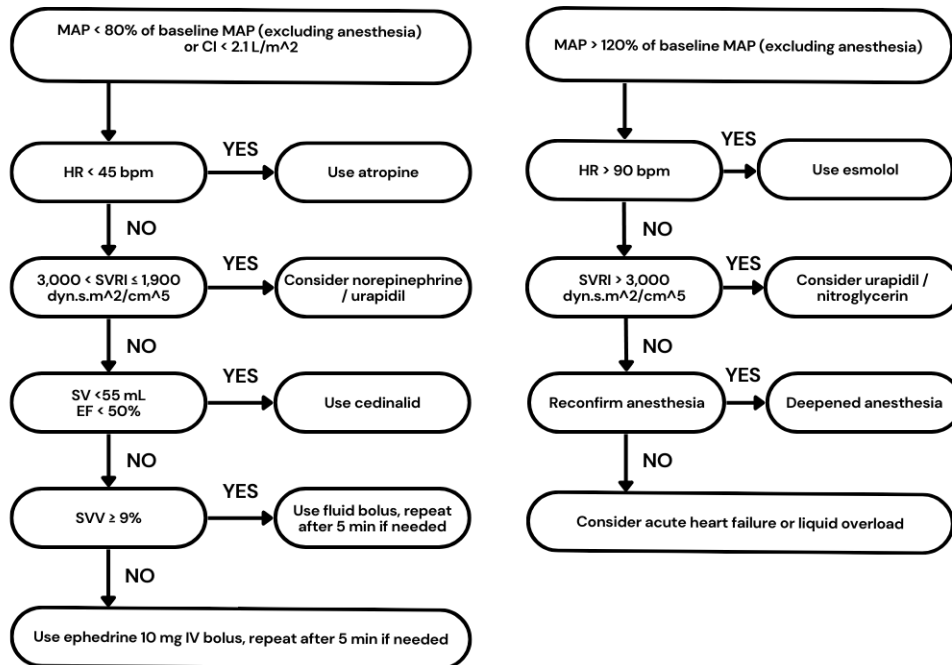 MAP < 80% of baseline MAP (excluding anesthesia)
or CI < 2.1 L/m^2
HR < 45 bpm
YES
Use atropine
NO
3,000 < SVRI ≤ 1,900
dyn.s.m^2/cm^5
YES
Consider norepinephrine
/ urapidil
NO
SV <55 mL
EF < 50%
YES
Use cedinalid
NO
SVV ≥ 9%
YES
Use fluid bolus, repeat
after 5 min if needed
NO
Use ephedrine 10 mg IV bolus, repeat after 5 min if needed
MAP > 120% of baseline MAP (excluding anesthesia)
HR > 90 bpm
YES
Use esmolol
NO
SVRI > 3,000
dyn.s.m^2/cm^5
YES
Consider urapidil /
nitroglycerin
NO
Reconfirm anesthesia
YES
Deepened anesthesia
NO
Consider acute heart failure or liquid overload